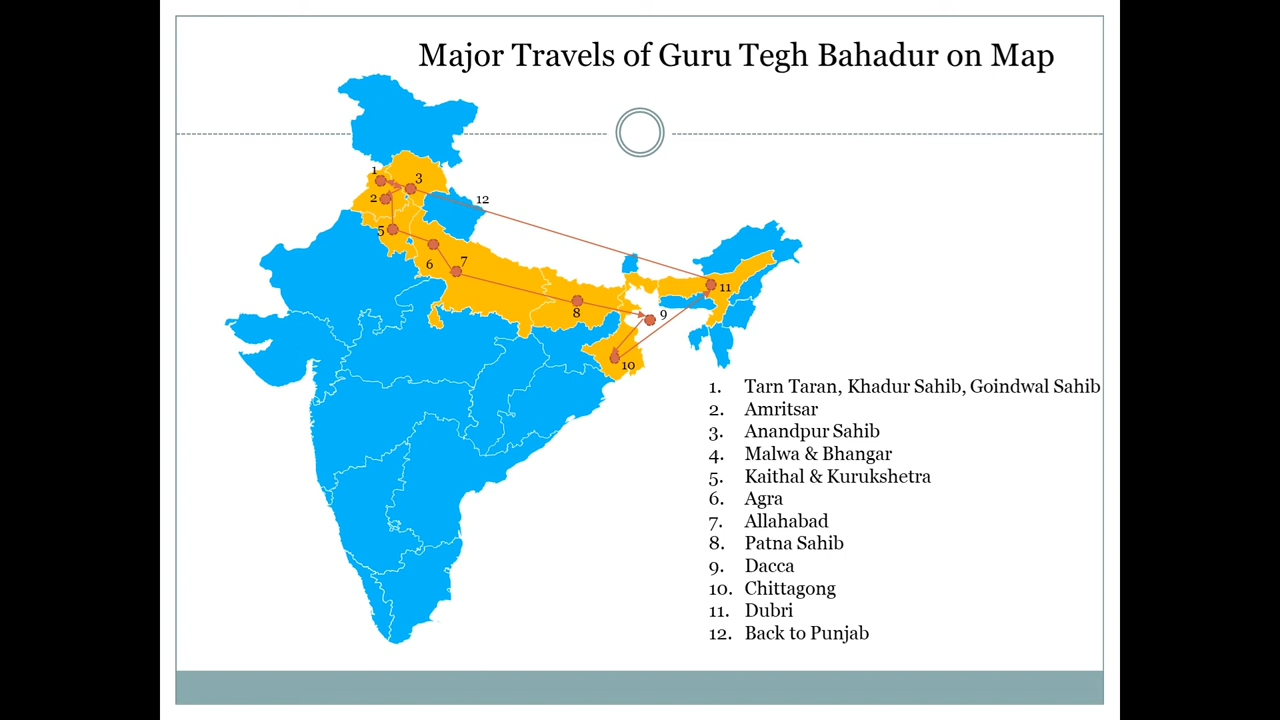 Major Travels of Guru Tegh Bahadur on Map
1
3
2
12
5
7
6
11
8
9
10
1. Tarn Taran, Khadur Sahib, Goindwal Sahib
2. Amritsar
3. Anandpur Sahib
4. Malwa & Bhangar
5. Kaithal & Kurukshetra
6. Agra
7. Allahabad
8. Patna Sahib
9. Dacca
10. Chittagong
11. Dubri
12. Back to Punjab